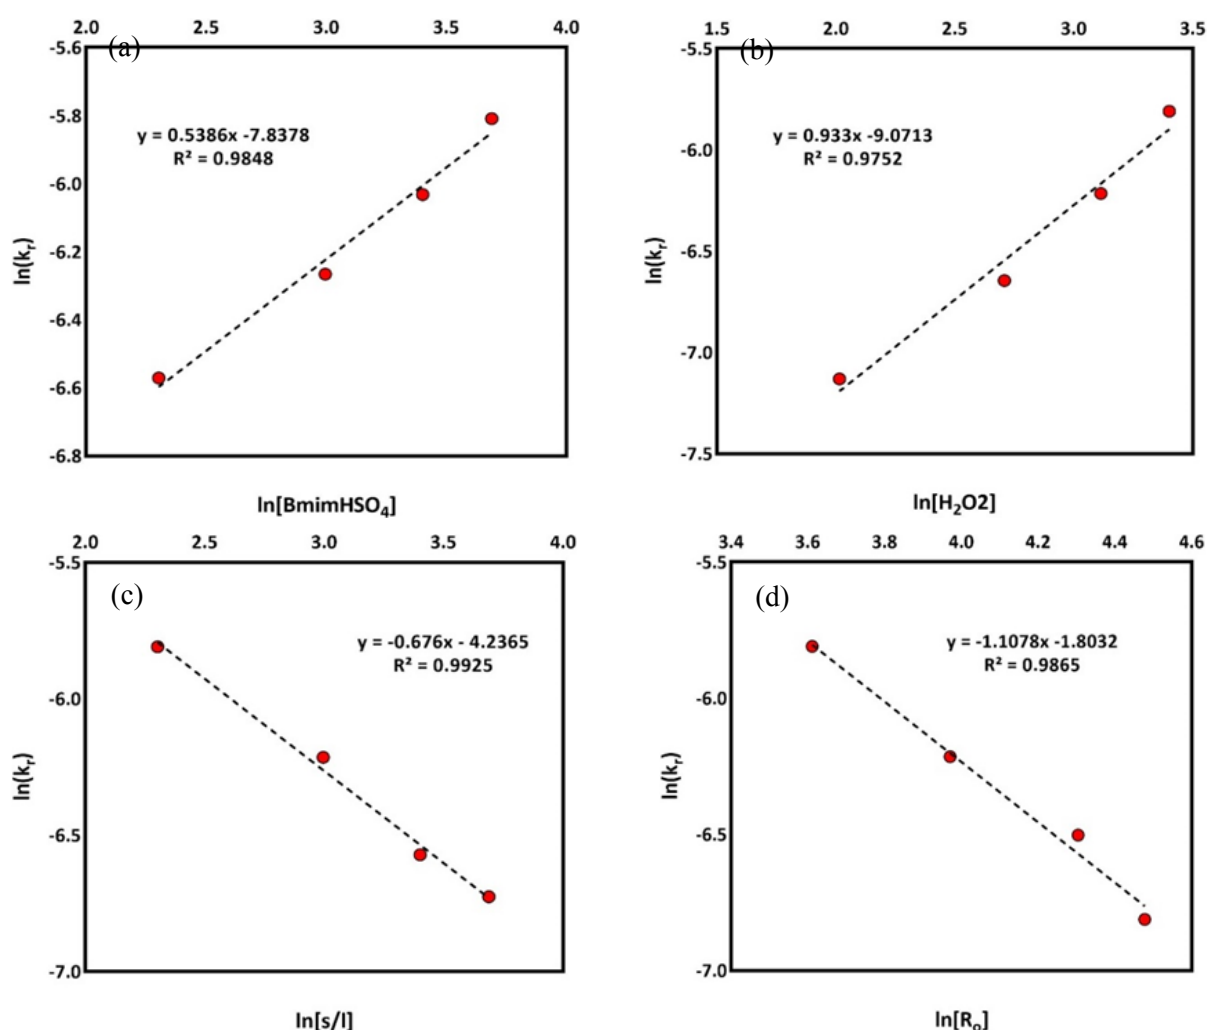 2.0 2.5 3.0 3.5 4.0
(a)
-5.6
-5.8
-6.0
-6.2
-6.4
-6.6
-6.8
y = 0.5386x -7.8378
R² = 0.9848
ln(kᵣ)
ln[BmimHSO₄]
1.5 2.0 2.5 3.0 3.5
(b)
-5.5
-6.0
-6.5
-7.0
-7.5
y = 0.933x -9.0713
R² = 0.9752
ln(kᵣ)
ln[H₂O2]
2.0 2.5 3.0 3.5 4.0
(c)
-5.5
-6.0
-6.5
-7.0
y = -0.676x - 4.2365
R² = 0.9925
ln(kᵣ)
ln[s/l]
3.4 3.6 3.8 4.0 4.2 4.4 4.6
(d)
-5.5
-6.0
-6.5
-7.0
y = -1.1078x -1.8032
R² = 0.9865
ln(kᵣ)
ln[Rₒ]